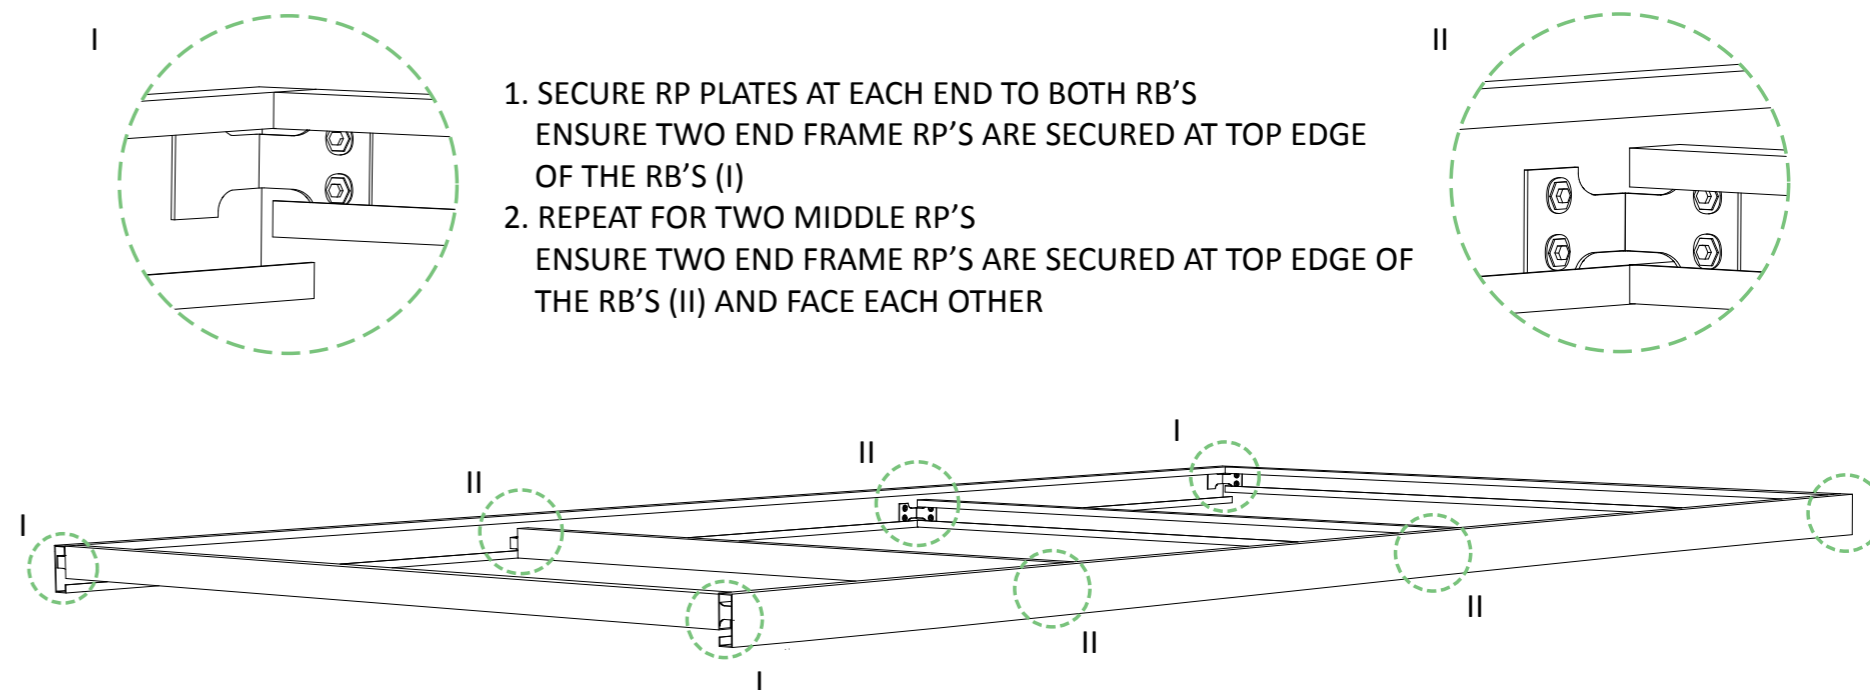 I
II
1. SECURE RP PLATES AT EACH END TO BOTH RB’S
ENSURE TWO END FRAME RP’S ARE SECURED AT TOP EDGE
OF THE RB’S (I)
2. REPEAT FOR TWO MIDDLE RP’S
ENSURE TWO END FRAME RP’S ARE SECURED AT TOP EDGE OF
THE RB’S (II) AND FACE EACH OTHER
I
II
II
I
II
II
I